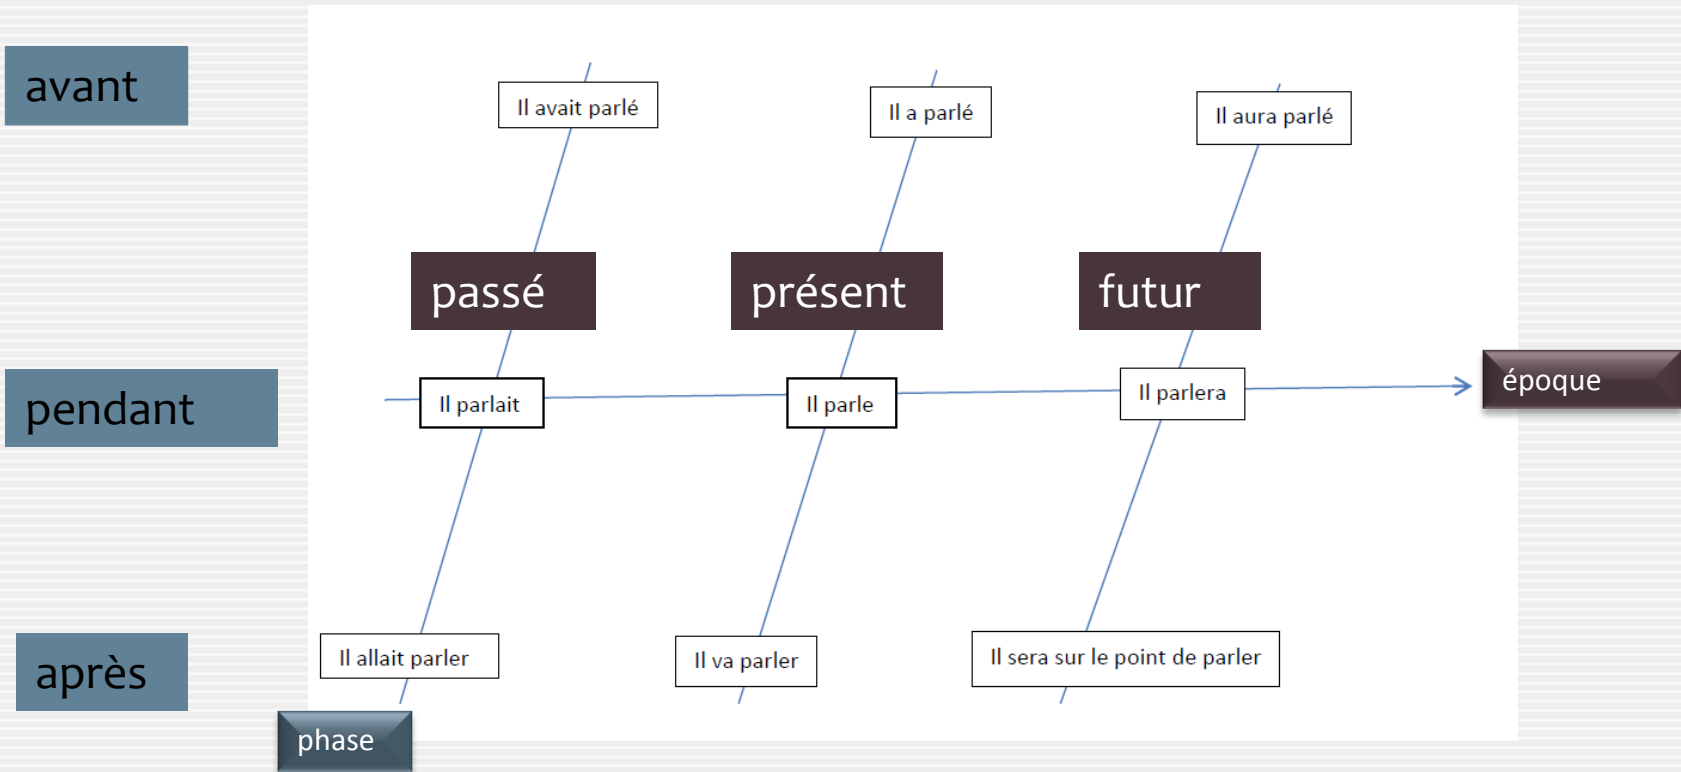 avant
Il avait parlé
Il a parlé
Il aura parlé
passé
présent
futur
pendant
Il parlait
Il parle
Il parlera
époque
après
Il allait parler
Il va parler
Il sera sur le point de parler
phase